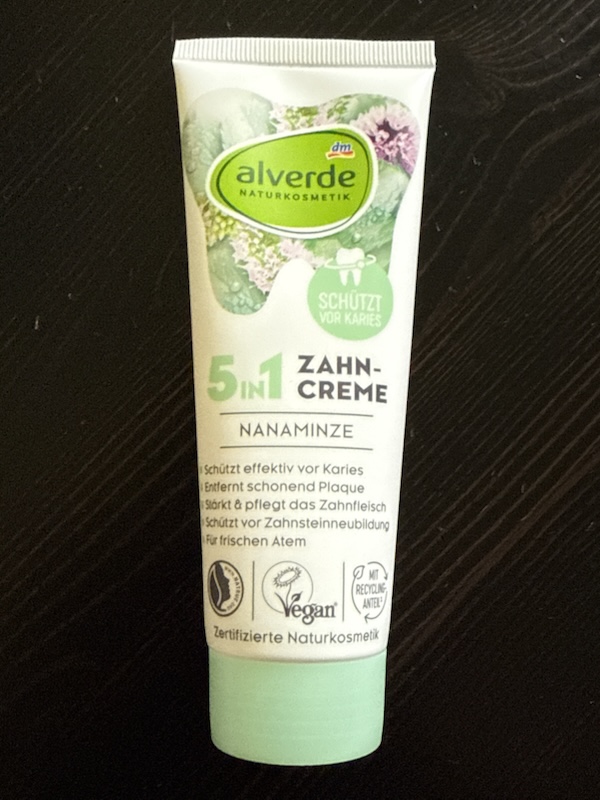 dm
alverde
NATURKOSMETIK
SCHÜTZT
VOR KARIES
5IN1 ZAHN-
CREME
NANAMINZE
Schützt effektiv vor Karies
Entfernt schonend Plaque
Stärkt & pflegt das Zahnfleisch
Schützt vor Zahnsteinneubildung
Für frischen Atem
Vegan
MIT
RECYCLING-
ANTEIL
Zertifizierte Naturkosmetik